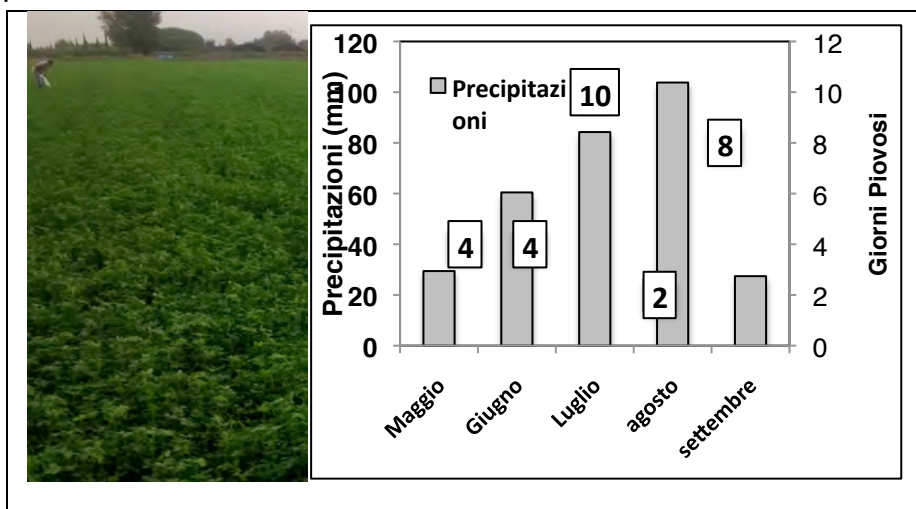 Precipitazioni (mm)
120
100
80
60
40
20
0
Precipitazi
oni
4
4
10
2
8
12
10
8
6
4
2
0
Giorni Piovosi
Maggio
Giugno
Luglio
agosto
settembre